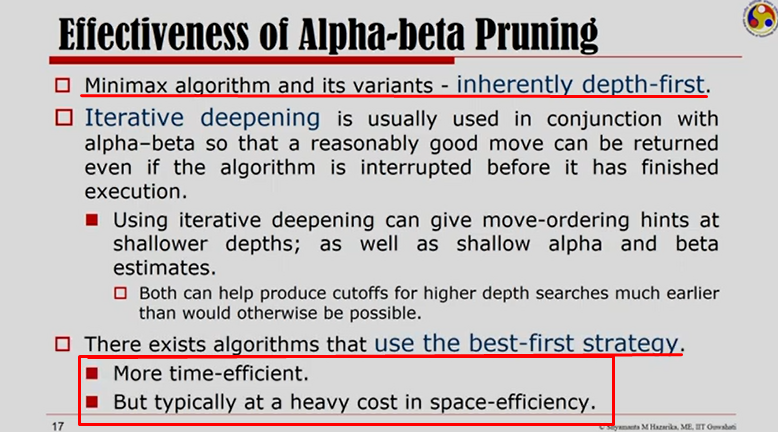 Effectiveness of Alpha-beta Pruning
Minimax algorithm and its variants - inherently depth-first.
Iterative deepening is usually used in conjunction with
alpha–beta so that a reasonably good move can be returned
even if the algorithm is interrupted before it has finished
execution.
Using iterative deepening can give move-ordering hints at
shallower depths; as well as shallow alpha and beta
estimates.
Both can help produce cutoffs for higher depth searches much earlier
than would otherwise be possible.
There exists algorithms that use the best-first strategy.
More time-efficient.
But typically at a heavy cost in space-efficiency.
17
© Shyamanta M Hazarika, ME, IIT Guwahati